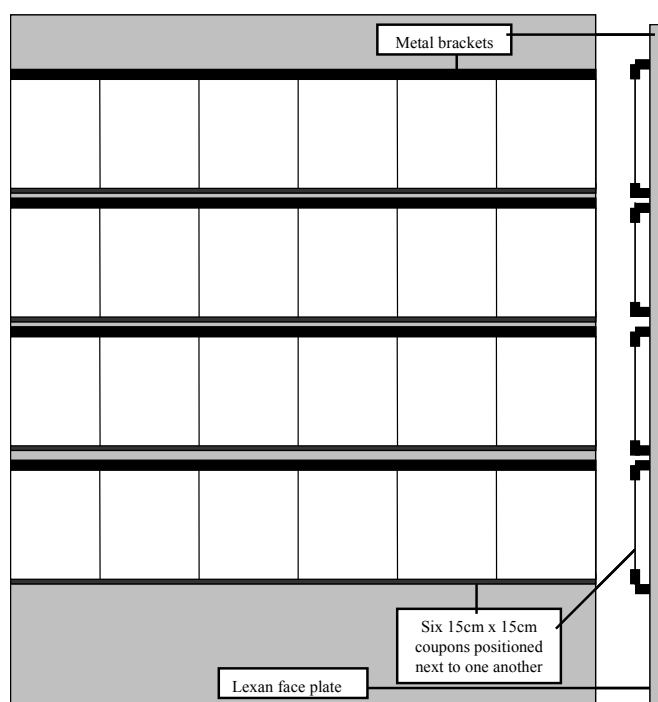 Metal brackets
Six 15cm x 15cm
coupons positioned
next to one another
Lexan face plate